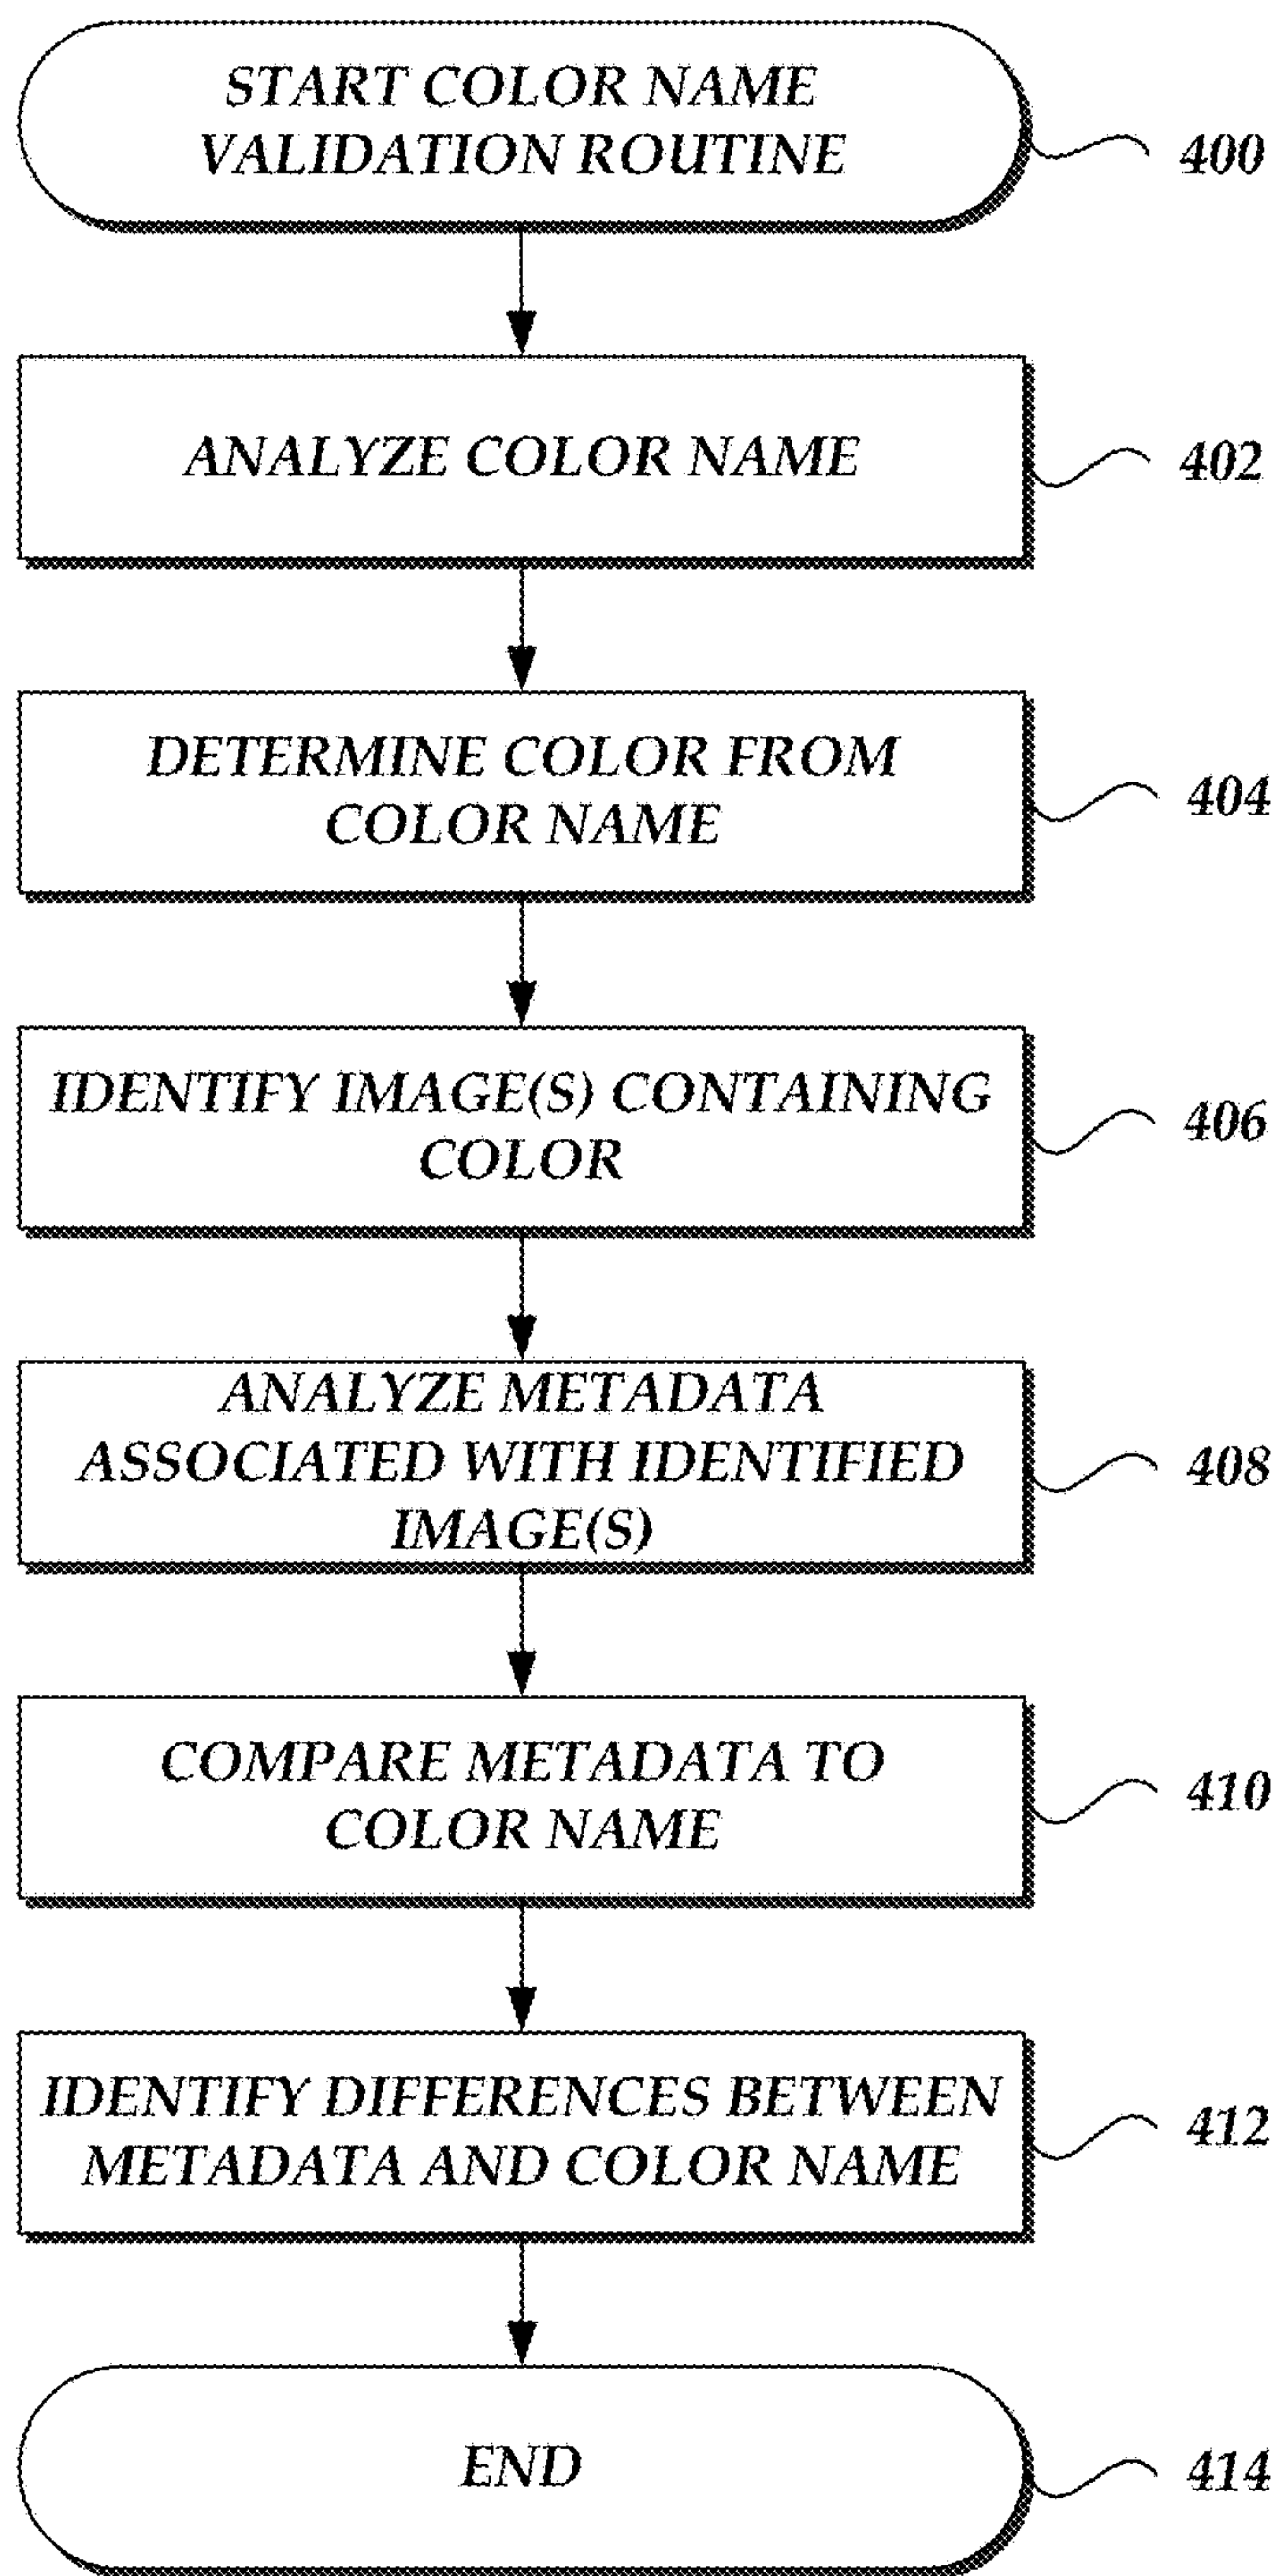 START COLOR NAME
VALIDATION ROUTINE
400
ANALYZE COLOR NAME
402
DETERMINE COLOR FROM
COLOR NAME
404
IDENTIFY IMAGE(S) CONTAINING
COLOR
406
ANALYZE METADATA
ASSOCIATED WITH IDENTIFIED
IMAGE(S)
408
COMPARE METADATA TO
COLOR NAME
410
IDENTIFY DIFFERENCES BETWEEN
METADATA AND COLOR NAME
412
END
414